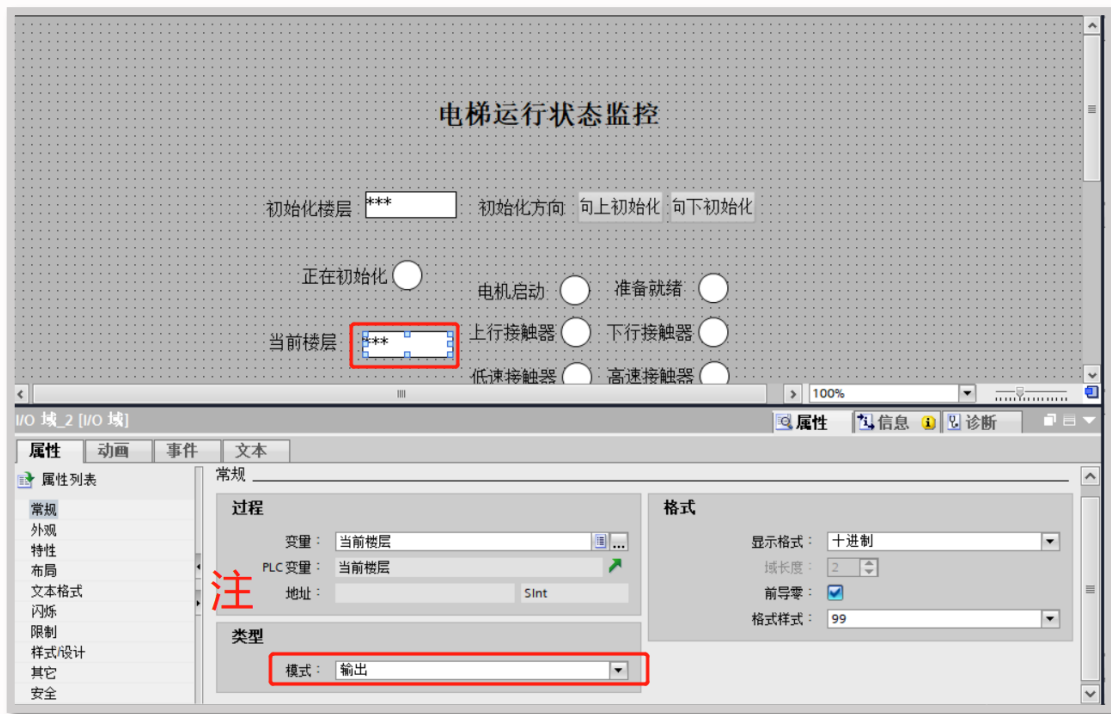 电梯运行状态监控
初始化楼层 *** 初始化方向 向上初始化 向下初始化
正在初始化
电机启动 准备就绪
当前楼层 ***
上行接触器 下行接触器
低速接触器 高速接触器
100%
I/O 域_2 [I/O 域]
属性 信息 诊断
属性 动画 事件 文本
属性列表
常规
外观
特性
布局
文本格式
闪烁
限制
样式/设计
其它
安全
注
常规
过程
变量： 当前楼层
PLC变量： 当前楼层
地址： SInt
类型
模式： 输出
格式
显示格式： 十进制
域长度： 2
前导零：
格式样式： 99